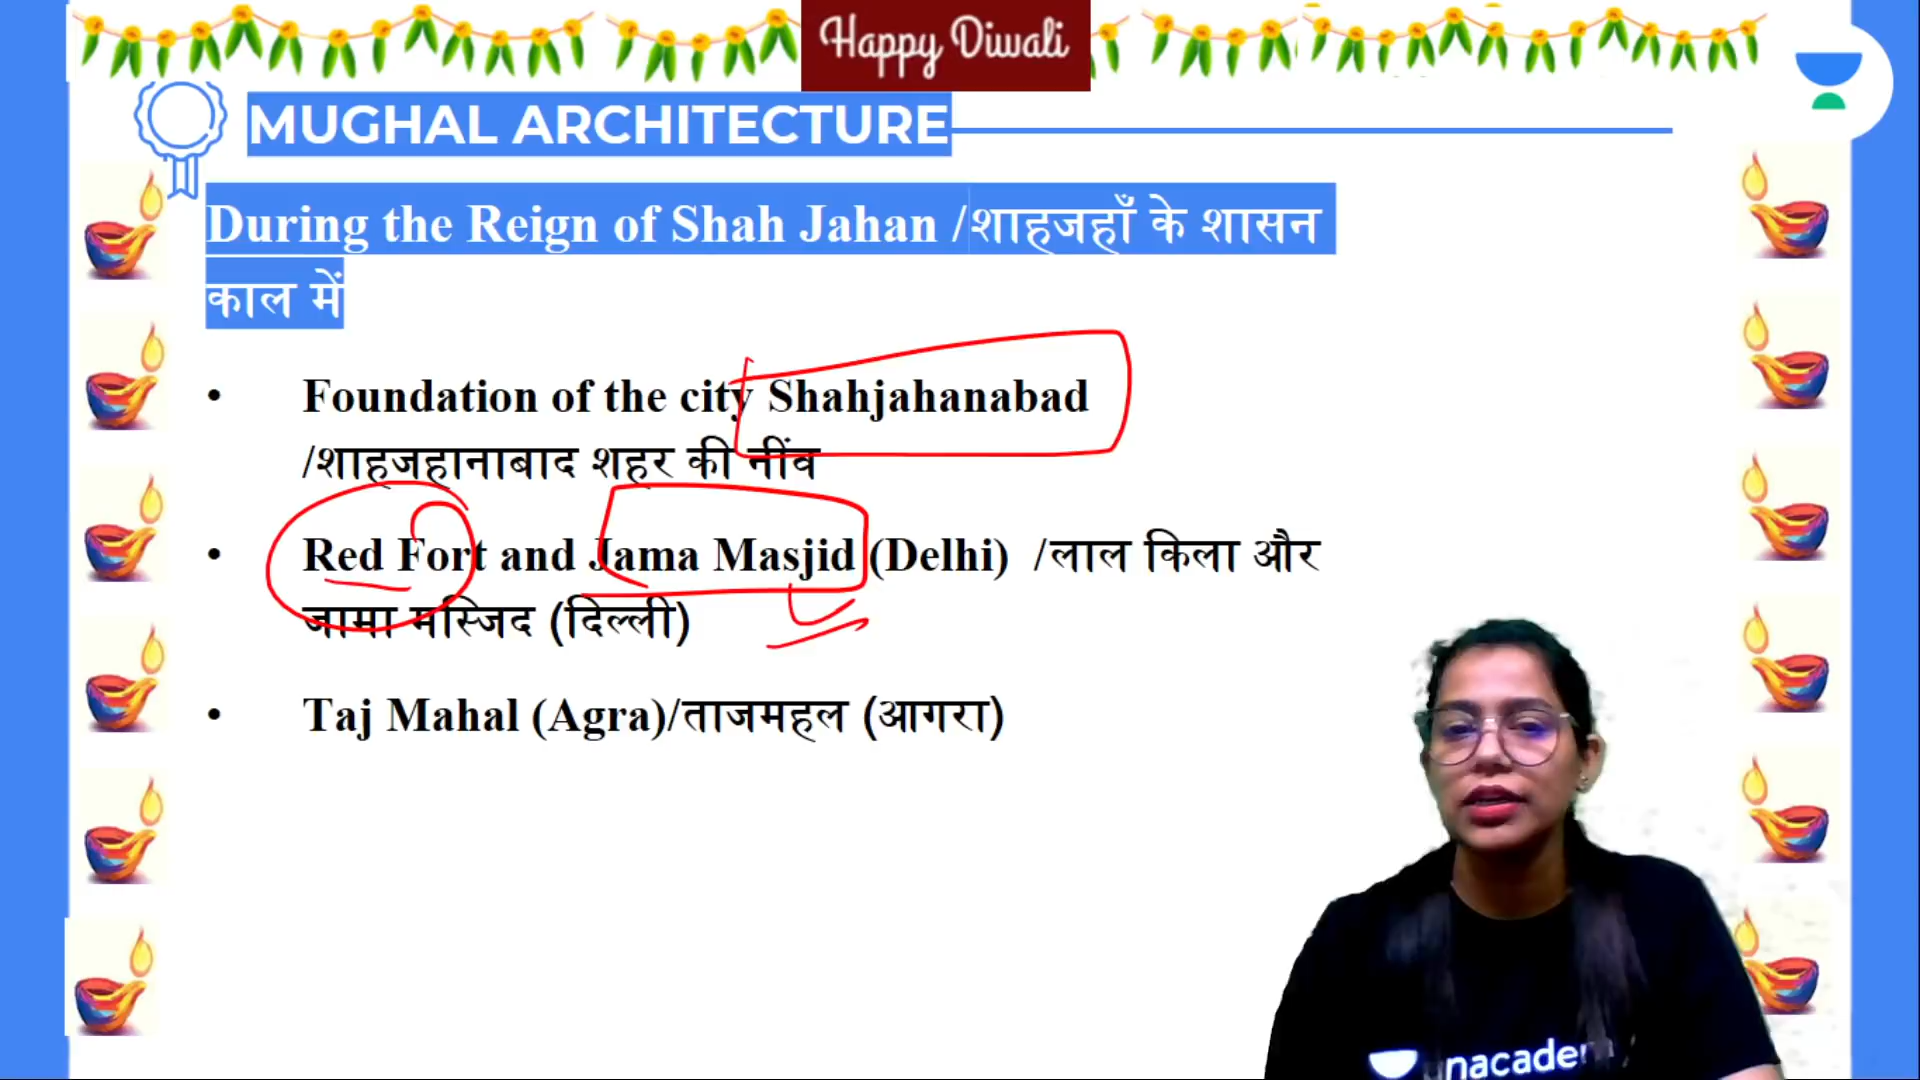 Happy Diwali
MUGHAL ARCHITECTURE
During the Reign of Shah Jahan /शाहजहाँ के शासन
काल में
• Foundation of the city Shahjahanabad
/शाहजहानाबाद शहर की नींव
• Red Fort and Jama Masjid (Delhi) /लाल किला और
जामा मस्जिद (दिल्ली)
• Taj Mahal (Agra)/ताजमहल (आगरा)